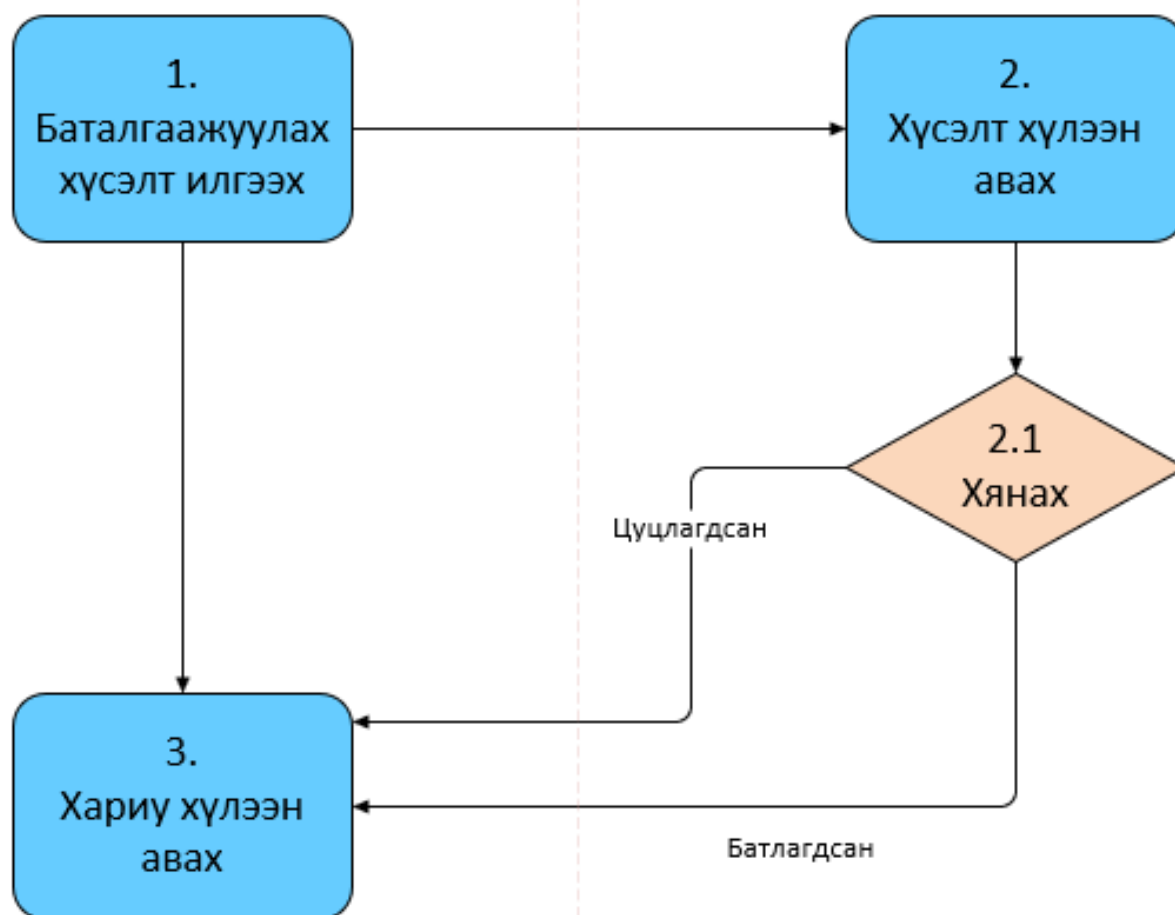 1.
Баталгаажуулах
хүсэлт илгээх
2.
Хүсэлт хүлээн
авах
2.1
Хянах
Цуцлагдсан
3.
Хариу хүлээн
авах
Батлагдсан